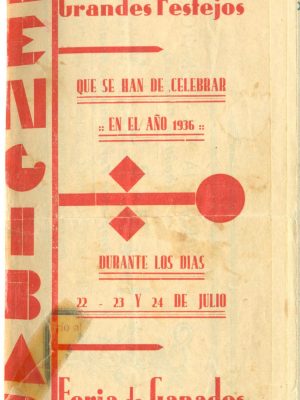 ENGIBA
Grandes Festejos
QUE SE HAN DE CELEBRAR
:: EN EL AÑO 1936 ::
DURANTE LOS DIAS
22 - 23 Y 24 DE JULIO
Feria de Ganados